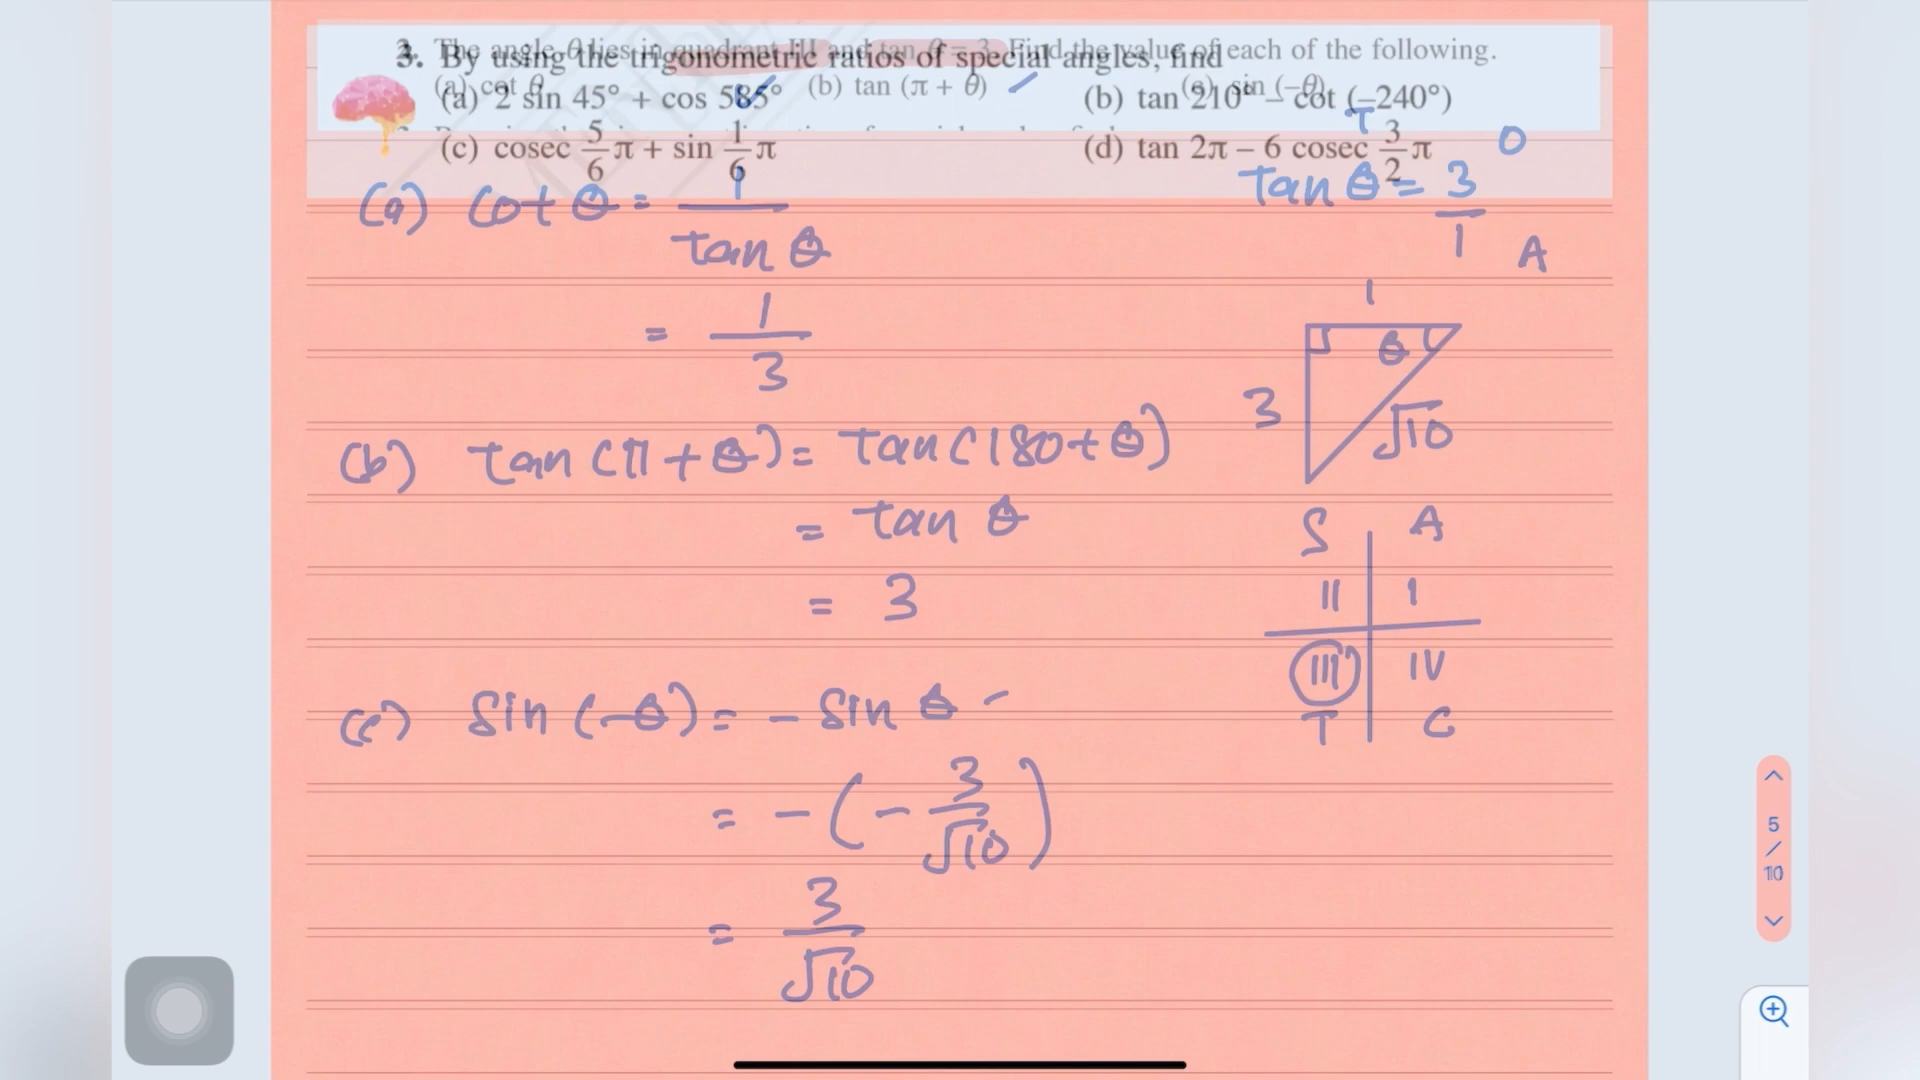 2. The angle θ lies in quadrant III and tan θ = 3. Find the value of each of the following.
(a) cot θ (b) tan (π + θ) (c) sin (–θ)
3. By using the trigonometric ratios of special angles, find
(a) 2 sin 45° + cos 585° (b) tan 210° – cot (–240°)
(c) cosec 5/6 π + sin 1/6 π (d) tan 2π – 6 cosec 3/2 π
(a) cot θ = 1/tan θ
= 1/3
(b) tan (π + θ) = tan (180 + θ)
= tan θ
= 3
(c) sin (-θ) = - sin θ
= - (- 3/√10)
= 3/√10
T O
tan θ = 3/1
A
1
θ
3
√10
S A
II I
III IV
T C
5
/
10